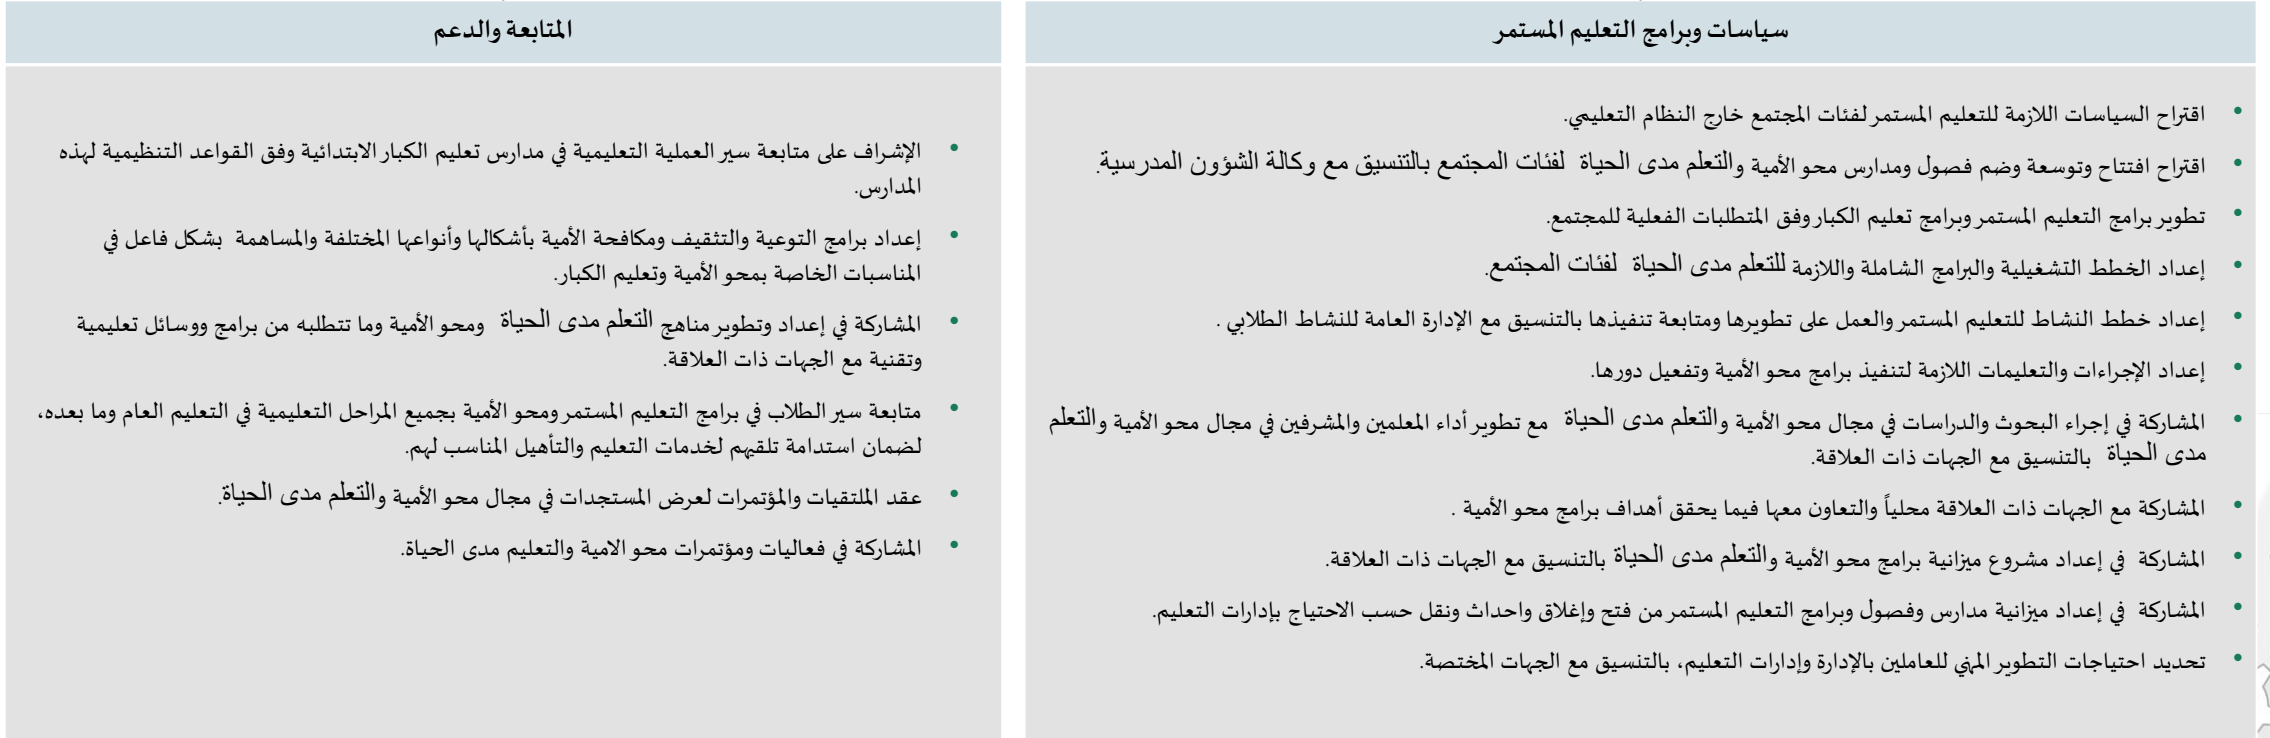 سياسات وبرامج التعليم المستمر
• اقتراح السياسات اللازمة للتعليم المستمر لفئات المجتمع خارج النظام التعليمي.
• اقتراح افتتاح وتوسعة وضم فصول ومدارس محو الأمية والتعلم مدى الحياة لفئات المجتمع بالتنسيق مع وكالة الشؤون المدرسية.
• تطوير برامج التعليم المستمر وبرامج تعليم الكبار وفق المتطلبات الفعلية للمجتمع.
• إعداد الخطط التشغيلية والبرامج الشاملة واللازمة للتعلم مدى الحياة لفئات المجتمع.
• إعداد خطط النشاط للتعليم المستمر والعمل على تطويرها ومتابعة تنفيذها بالتنسيق مع الإدارة العامة للنشاط الطلابي .
• إعداد الإجراءات والتعليمات اللازمة لتنفيذ برامج محو الأمية وتفعيل دورها.
• المشاركة في إجراء البحوث والدراسات في مجال محو الأمية والتعلم مدى الحياة مع تطوير أداء المعلمين والمشرفين في مجال محو الأمية والتعلم
مدى الحياة بالتنسيق مع الجهات ذات العلاقة.
• المشاركة مع الجهات ذات العلاقة محلياً والتعاون معها فيما يحقق أهداف برامج محو الأمية .
• المشاركة في إعداد مشروع ميزانية برامج محو الأمية والتعلم مدى الحياة بالتنسيق مع الجهات ذات العلاقة.
• المشاركة في إعداد ميزانية مدارس وفصول وبرامج التعليم المستمر من فتح وإغلاق واحداث ونقل حسب الاحتياج بإدارات التعليم.
• تحديد احتياجات التطوير المهني للعاملين بالإدارة وإدارات التعليم، بالتنسيق مع الجهات المختصة.
المتابعة والدعم
• الإشراف على متابعة سير العملية التعليمية في مدارس تعليم الكبار الابتدائية وفق القواعد التنظيمية لهذه
المدارس.
• إعداد برامج التوعية والتثقيف ومكافحة الأمية بأشكالها وأنواعها المختلفة والمساهمة بشكل فاعل في
المناسبات الخاصة بمحو الأمية وتعليم الكبار.
• المشاركة في إعداد وتطوير مناهج التعلم مدى الحياة ومحو الأمية وما تتطلبه من برامج ووسائل تعليمية
وتقنية مع الجهات ذات العلاقة.
• متابعة سير الطلاب في برامج التعليم المستمر ومحو الأمية بجميع المراحل التعليمية في التعليم العام وما بعده،
لضمان استدامة تلقيهم لخدمات التعليم والتأهيل المناسب لهم.
• عقد الملتقيات والمؤتمرات لعرض المستجدات في مجال محو الأمية والتعلم مدى الحياة.
• المشاركة في فعاليات ومؤتمرات محو الامية والتعليم مدى الحياة.